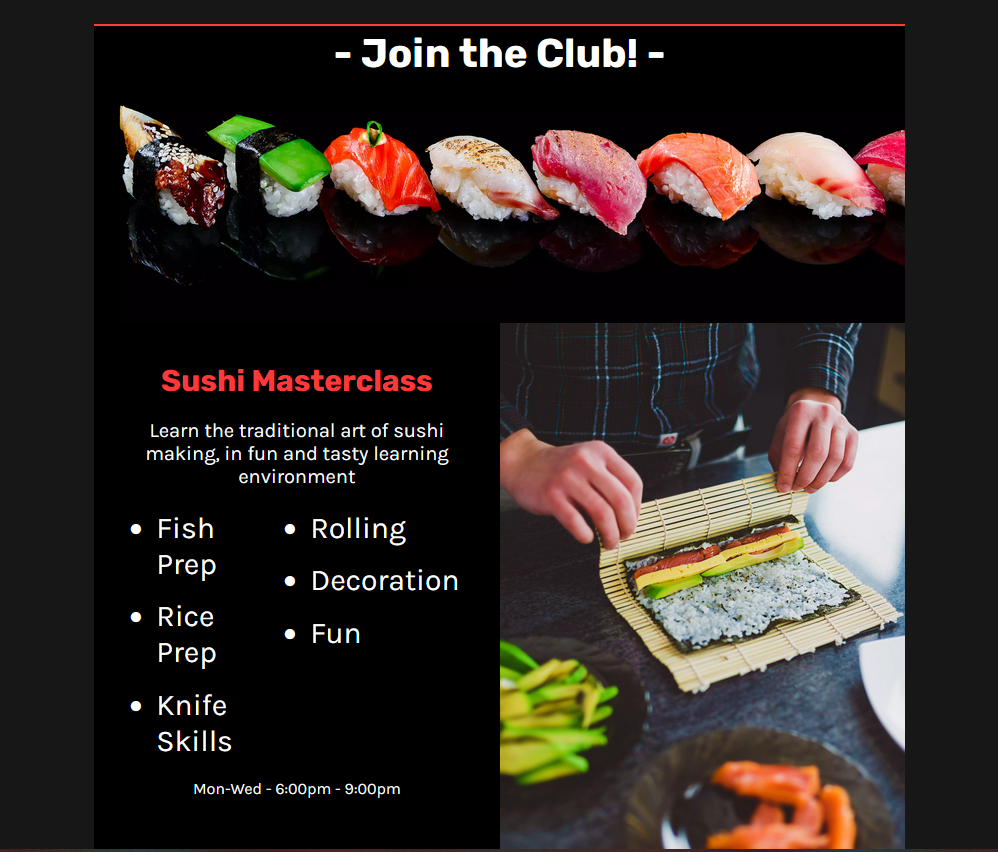 - Join the Club! -
Sushi Masterclass
Learn the traditional art of sushi
making, in fun and tasty learning
environment
• Fish
Prep
• Rice
Prep
• Knife
Skills
• Rolling
• Decoration
• Fun
Mon-Wed - 6:00pm - 9:00pm